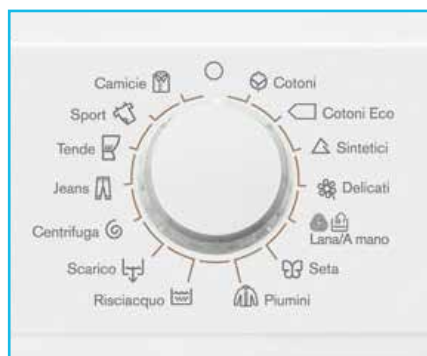 Camicie
Cotoni
Sport
Cotoni Eco
Tende
Sintetici
Jeans
Delicati
Centrifuga
Lana/A mano
Scarico
Seta
Risciacquo
Piumini